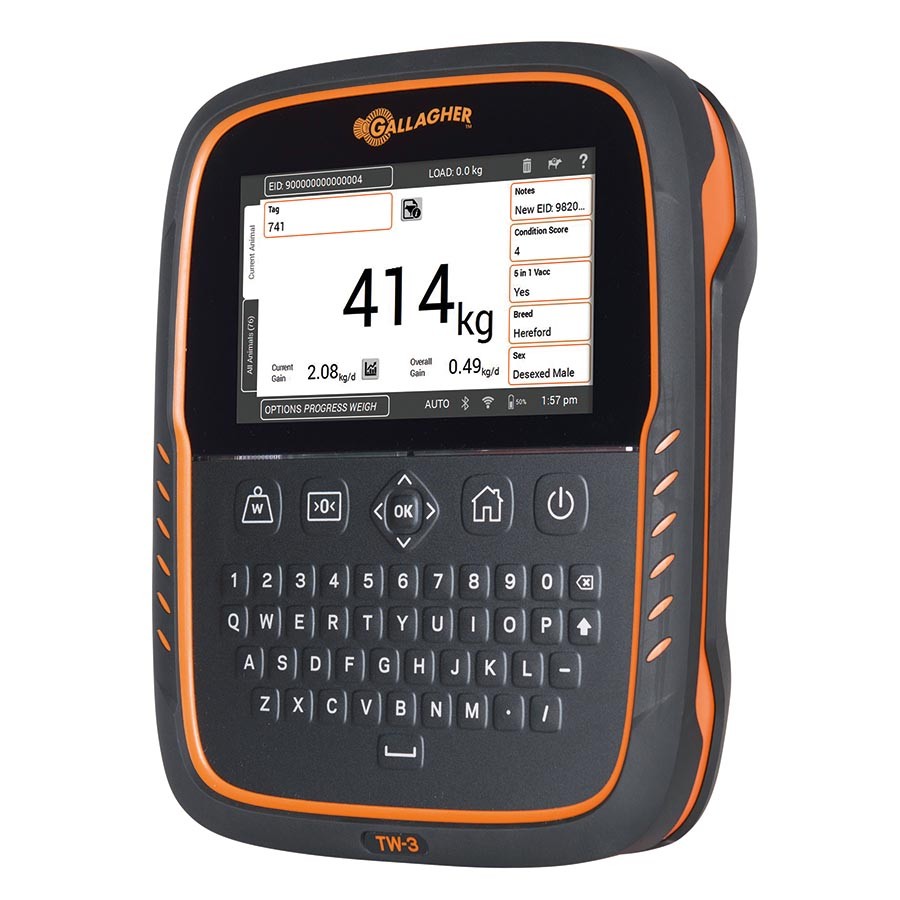 GALLAGHER™
EID: 900000000000004
LOAD: 0.0 kg
?
Current Animal
All Animals (76)
Tag
741
414kg
Current Gain
2.08kg/d
Overall Gain
0.49kg/d
Notes
New EID: 9820...
Condition Score
4
5 in 1 Vacc
Yes
Breed
Hereford
Sex
Desexed Male
OPTIONS PROGRESS WEIGH
AUTO
50%
1:57 pm
W
>0<
OK
1 2 3 4 5 6 7 8 9 0
Q W E R T Y U I O P
A S D F G H J K L -
Z X C V B N M . /
TW-3